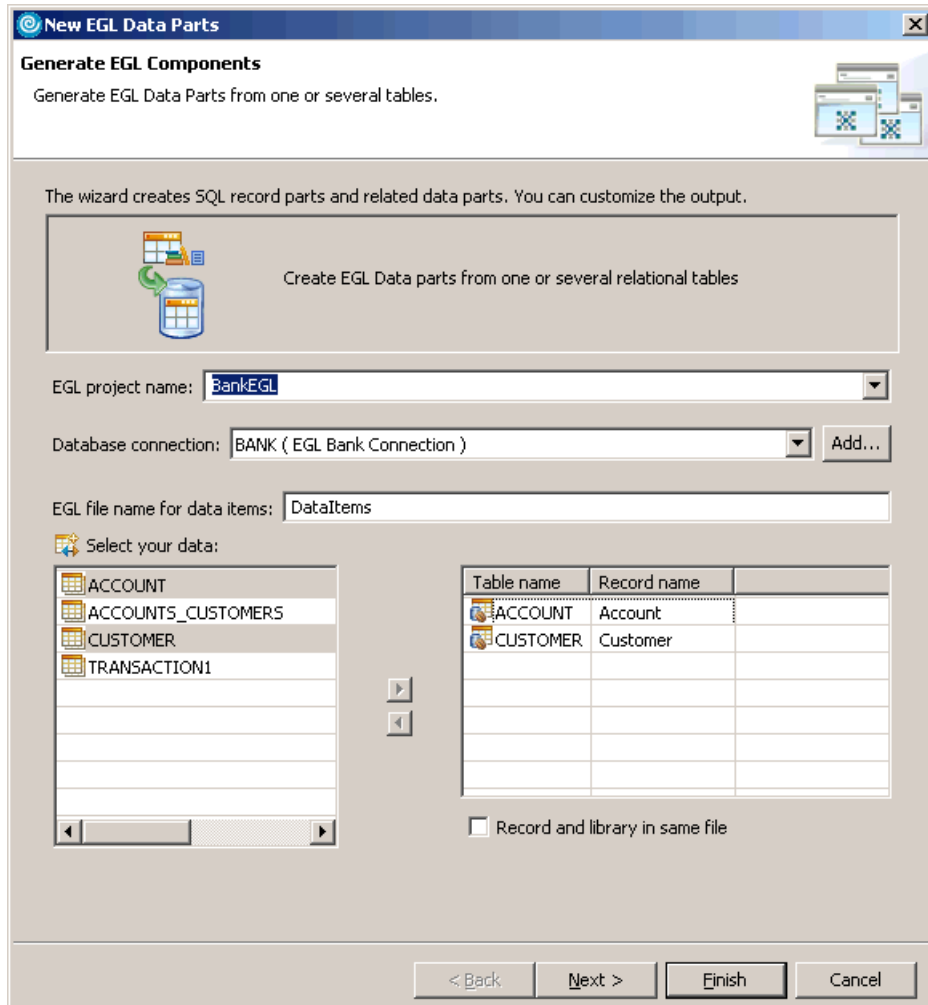 New EGL Data Parts
Generate EGL Components
Generate EGL Data Parts from one or several tables.
The wizard creates SQL record parts and related data parts. You can customize the output.
Create EGL Data parts from one or several relational tables
EGL project name: BankEGL
Database connection: BANK ( EGL Bank Connection ) Add...
EGL file name for data items: DataItems
Select your data:
ACCOUNT
ACCOUNTS_CUSTOMERS
CUSTOMER
TRANSACTION1
Table name Record name
ACCOUNT Account
CUSTOMER Customer
Record and library in same file
< Back Next > Finish Cancel